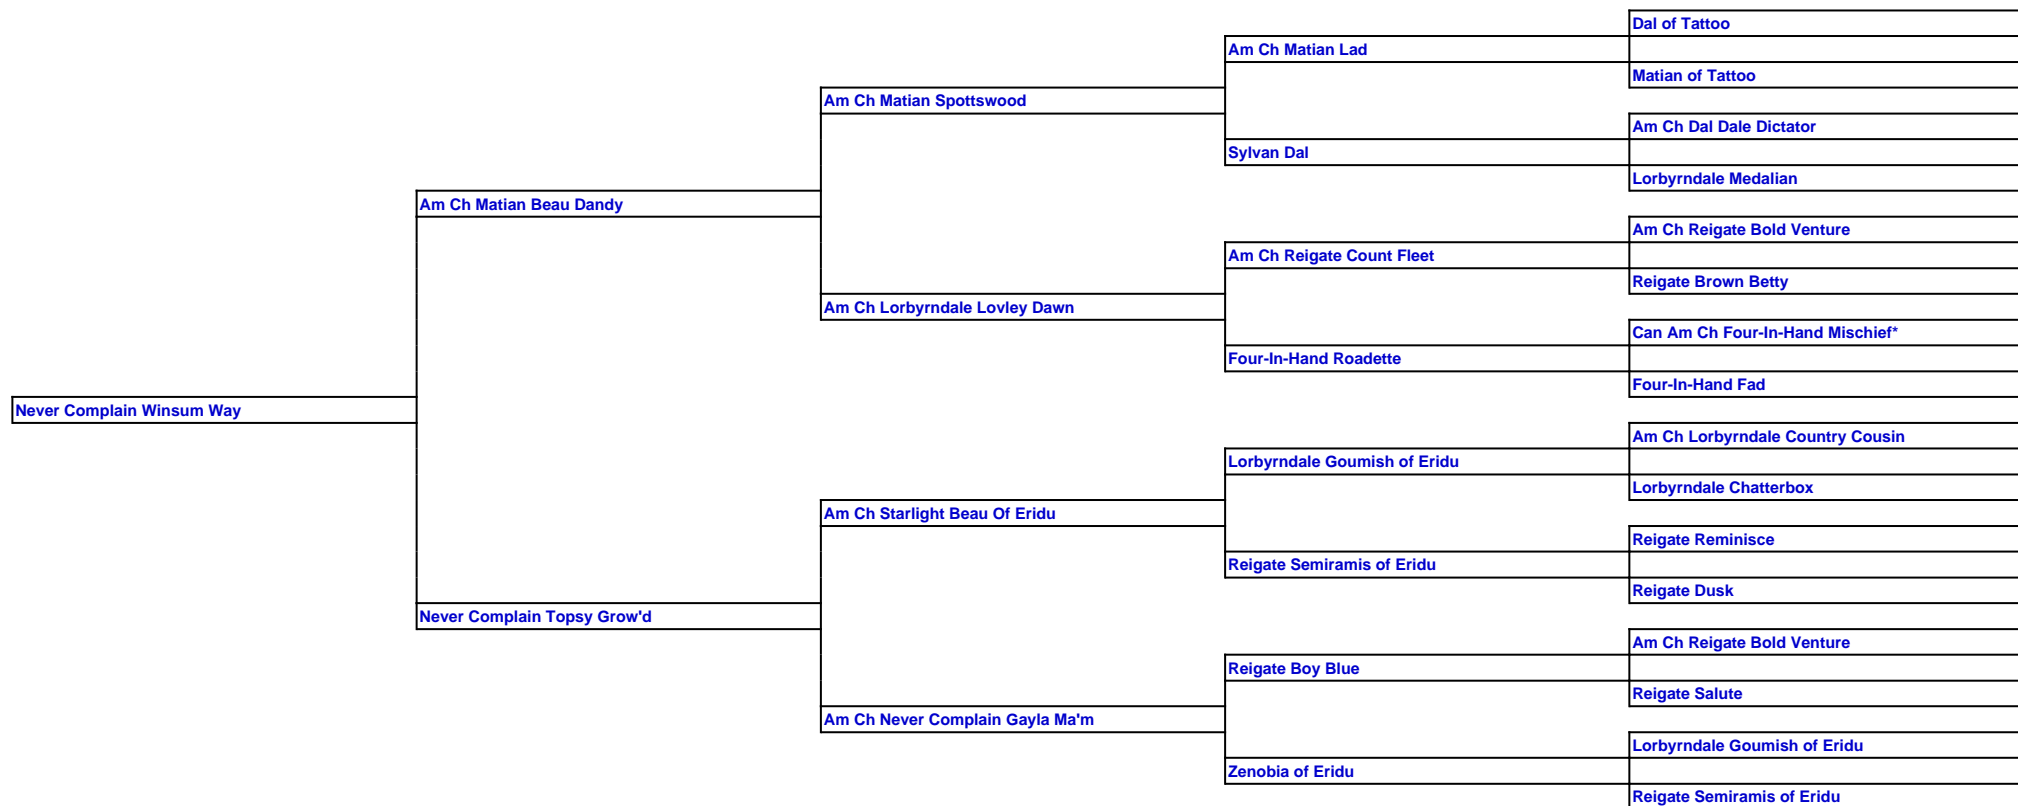 Dal of Tattoo
Am Ch Matian Lad
Matian of Tattoo
Am Ch Matian Spottswood
Am Ch Dal Dale Dictator
Sylvan Dal
Lorbyrndale Medalian
Am Ch Matian Beau Dandy
Am Ch Reigate Bold Venture
Am Ch Reigate Count Fleet
Reigate Brown Betty
Am Ch Lorbyrndale Lovley Dawn
Can Am Ch Four-In-Hand Mischief*
Four-In-Hand Roadette
Four-In-Hand Fad
Never Complain Winsum Way
Am Ch Lorbyrndale Country Cousin
Lorbyrndale Goumish of Eridu
Lorbyrndale Chatterbox
Am Ch Starlight Beau Of Eridu
Reigate Reminisce
Reigate Semiramis of Eridu
Reigate Dusk
Never Complain Topsy Grow'd
Am Ch Reigate Bold Venture
Reigate Boy Blue
Reigate Salute
Am Ch Never Complain Gayla Ma'm
Lorbyrndale Goumish of Eridu
Zenobia of Eridu
Reigate Semiramis of Eridu